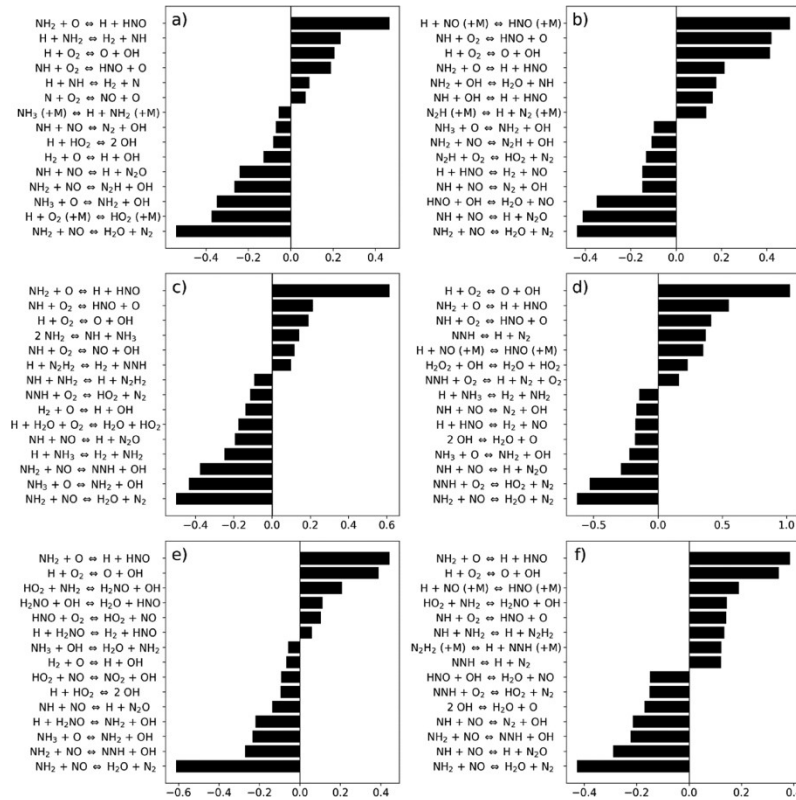 a)
NH₂ + O ⇔ H + HNO
H + NH₂ ⇔ H₂ + NH
H + O₂ ⇔ O + OH
NH + O₂ ⇔ HNO + O
H + NH ⇔ H₂ + N
N + O₂ ⇔ NO + O
NH₃ (+M) ⇔ H + NH₂ (+M)
NH + NO ⇔ N₂ + OH
H + HO₂ ⇔ 2 OH
H₂ + O ⇔ H + OH
NH + NO ⇔ H + N₂O
NH₂ + NO ⇔ N₂H + OH
NH₃ + O ⇔ NH₂ + OH
H + O₂ (+M) ⇔ HO₂ (+M)
NH₂ + NO ⇔ H₂O + N₂
−0.4 −0.2 0.0 0.2 0.4
b)
H + NO (+M) ⇔ HNO (+M)
NH + O₂ ⇔ HNO + O
H + O₂ ⇔ O + OH
NH₂ + O ⇔ H + HNO
NH₂ + OH ⇔ H₂O + NH
NH + OH ⇔ H + HNO
N₂H (+M) ⇔ H + N₂ (+M)
NH₃ + O ⇔ NH₂ + OH
NH₂ + NO ⇔ N₂H + OH
N₂H + O₂ ⇔ HO₂ + N₂
H + HNO ⇔ H₂ + NO
NH + NO ⇔ N₂ + OH
HNO + OH ⇔ H₂O + NO
NH + NO ⇔ H + N₂O
NH₂ + NO ⇔ H₂O + N₂
−0.4 −0.2 0.0 0.2 0.4
c)
NH₂ + O ⇔ H + HNO
NH + O₂ ⇔ HNO + O
H + O₂ ⇔ O + OH
2 NH₂ ⇔ NH + NH₃
NH + O₂ ⇔ NO + OH
H + N₂H₂ ⇔ H₂ + NNH
NH + NH₂ ⇔ H + N₂H₂
NNH + O₂ ⇔ HO₂ + N₂
H₂ + O ⇔ H + OH
H + H₂O + O₂ ⇔ H₂O + HO₂
NH + NO ⇔ H + N₂O
H + NH₃ ⇔ H₂ + NH₂
NH₂ + NO ⇔ NNH + OH
NH₃ + O ⇔ NH₂ + OH
NH₂ + NO ⇔ H₂O + N₂
−0.4 −0.2 0.0 0.2 0.4 0.6
d)
H + O₂ ⇔ O + OH
NH₂ + O ⇔ H + HNO
NH + O₂ ⇔ HNO + O
NNH ⇔ H + N₂
H + NO (+M) ⇔ HNO (+M)
H₂O₂ + OH ⇔ H₂O + HO₂
NNH + O₂ ⇔ H + N₂ + O₂
H + NH₃ ⇔ H₂ + NH₂
NH + NO ⇔ N₂ + OH
H + HNO ⇔ H₂ + NO
2 OH ⇔ H₂O + O
NH₃ + O ⇔ NH₂ + OH
NH + NO ⇔ H + N₂O
NNH + O₂ ⇔ HO₂ + N₂
NH₂ + NO ⇔ H₂O + N₂
−0.5 0.0 0.5 1.0
e)
NH₂ + O ⇔ H + HNO
H + O₂ ⇔ O + OH
HO₂ + NH₂ ⇔ H₂NO + OH
H₂NO + OH ⇔ H₂O + HNO
HNO + O₂ ⇔ HO₂ + NO
H + H₂NO ⇔ H₂ + HNO
NH₃ + OH ⇔ H₂O + NH₂
H₂ + O ⇔ H + OH
HO₂ + NO ⇔ NO₂ + OH
H + HO₂ ⇔ 2 OH
NH + NO ⇔ H + N₂O
H + H₂NO ⇔ NH₂ + OH
NH₃ + O ⇔ NH₂ + OH
NH₂ + NO ⇔ NNH + OH
NH₂ + NO ⇔ H₂O + N₂
−0.6 −0.4 −0.2 0.0 0.2 0.4
f)
NH₂ + O ⇔ H + HNO
H + O₂ ⇔ O + OH
H + NO (+M) ⇔ HNO (+M)
HO₂ + NH₂ ⇔ H₂NO + OH
NH + O₂ ⇔ HNO + O
NH + NH₂ ⇔ H + N₂H₂
N₂H₂ (+M) ⇔ H + NNH (+M)
NNH ⇔ H + N₂
HNO + OH ⇔ H₂O + NO
NNH + O₂ ⇔ HO₂ + N₂
2 OH ⇔ H₂O + O
NH + NO ⇔ N₂ + OH
NH₂ + NO ⇔ NNH + OH
NH + NO ⇔ H + N₂O
NH₂ + NO ⇔ H₂O + N₂
−0.4 −0.2 0.0 0.2 0.4